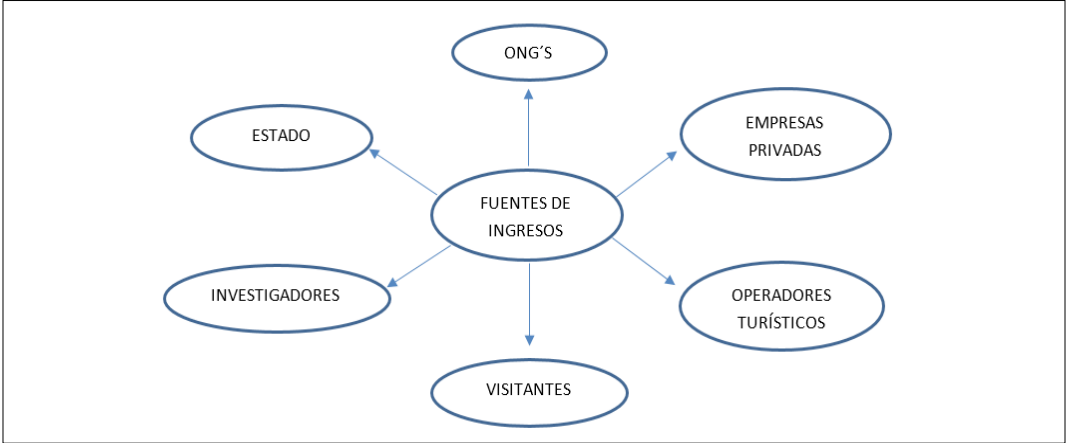 ONG´S
ESTADO
EMPRESAS
PRIVADAS
FUENTES DE
INGRESOS
INVESTIGADORES
OPERADORES
TURÍSTICOS
VISITANTES